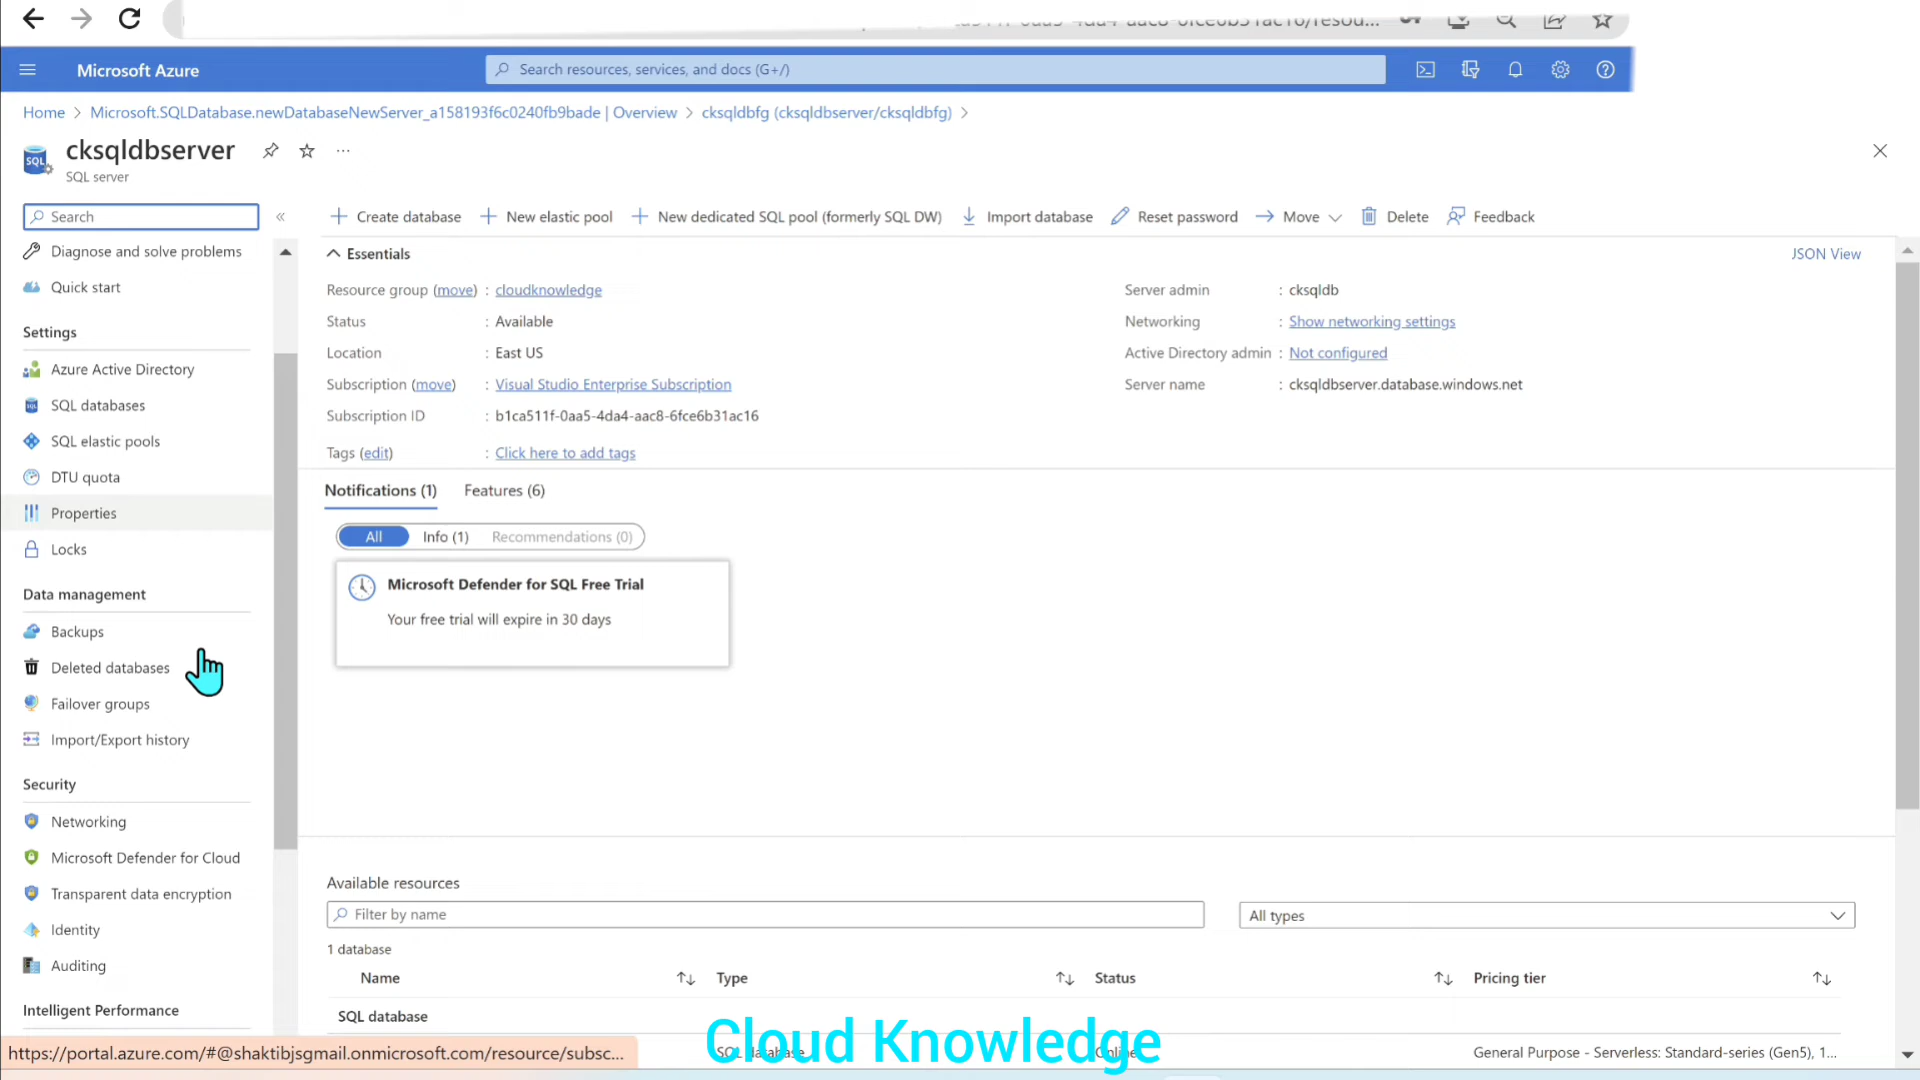 Microsoft Azure
Search resources, services, and docs (G+/)
Home > Microsoft.SQLDatabase.newDatabaseNewServer_a158193f6c0240fb9bade | Overview > cksqldbfg (cksqldbserver/cksqldbfg) >
cksqldbserver
SQL server
Search
Create database
New elastic pool
New dedicated SQL pool (formerly SQL DW)
Import database
Reset password
Move
Delete
Feedback
Diagnose and solve problems
Quick start
Settings
Azure Active Directory
SQL databases
SQL elastic pools
DTU quota
Properties
Locks
Data management
Backups
Deleted databases
Failover groups
Import/Export history
Security
Networking
Microsoft Defender for Cloud
Transparent data encryption
Identity
Auditing
Intelligent Performance
Essentials
JSON View
Resource group (move) : cloudknowledge
Status : Available
Location : East US
Subscription (move) : Visual Studio Enterprise Subscription
Subscription ID : b1ca511f-0aa5-4da4-aac8-6fce6b31ac16
Tags (edit) : Click here to add tags
Server admin : cksqldb
Networking : Show networking settings
Active Directory admin : Not configured
Server name : cksqldbserver.database.windows.net
Notifications (1)
Features (6)
All
Info (1)
Recommendations (0)
Microsoft Defender for SQL Free Trial
Your free trial will expire in 30 days
Available resources
Filter by name
All types
1 database
Name
Type
Status
Pricing tier
SQL database
General Purpose - Serverless: Standard-series (Gen5), 1...
https://portal.azure.com/#@shaktibjsgmail.onmicrosoft.com/resource/subsc...
Cloud Knowledge